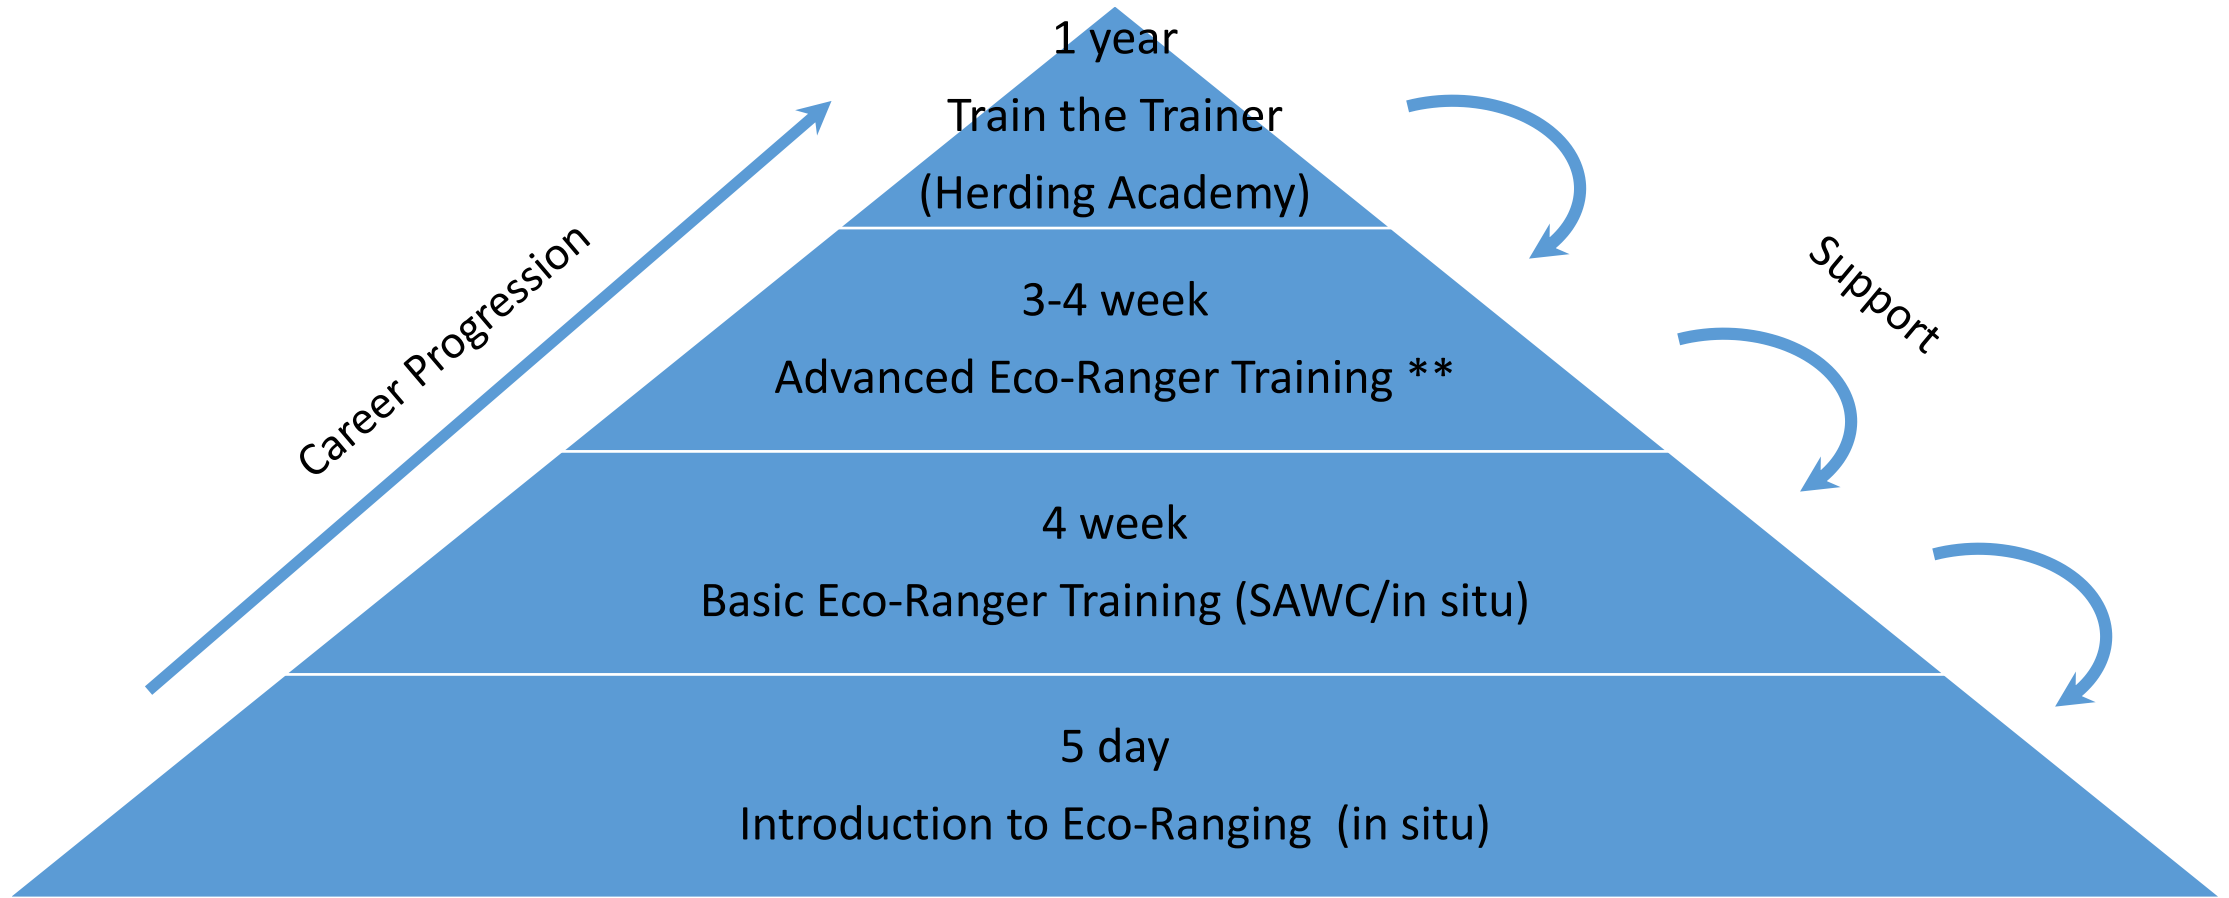 1 year
Train the Trainer
(Herding Academy)
Career Progression
Support
3-4 week
Advanced Eco-Ranger Training **
4 week
Basic Eco-Ranger Training (SAWC/in situ)
5 day
Introduction to Eco-Ranging  (in situ)